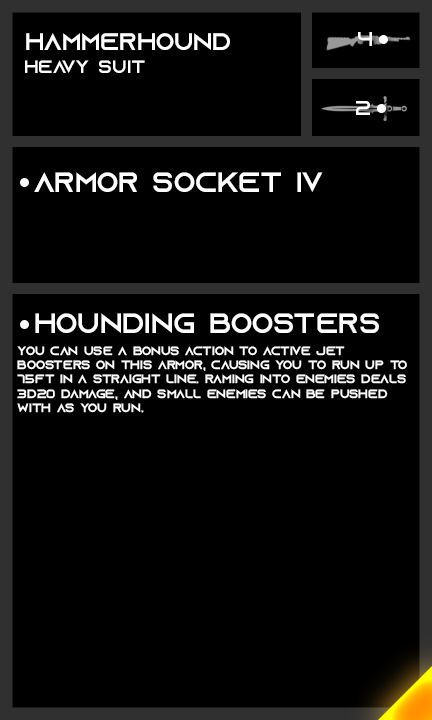 HAMMERHOUND
HEAVY SUIT
4•
2•
•ARMOR SOCKET IV
•HOUNDING BOOSTERS
YOU CAN USE A BONUS ACTION TO ACTIVE JET
BOOSTERS ON THIS ARMOR, CAUSING YOU TO RUN UP TO
75FT IN A STRAIGHT LINE. RAMING INTO ENEMIES DEALS
3D20 DAMAGE, AND SMALL ENEMIES CAN BE PUSHED
WITH AS YOU RUN.